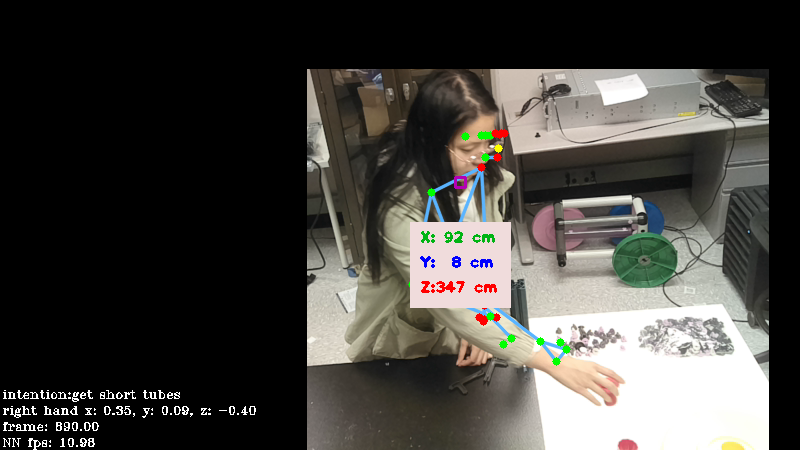 X: 92 cm
Y: 8 cm
Z:347 cm
intention:get short tubes
right hand x: 0.35, y: 0.09, z: -0.40
frame: 890.00
NN fps: 10.98